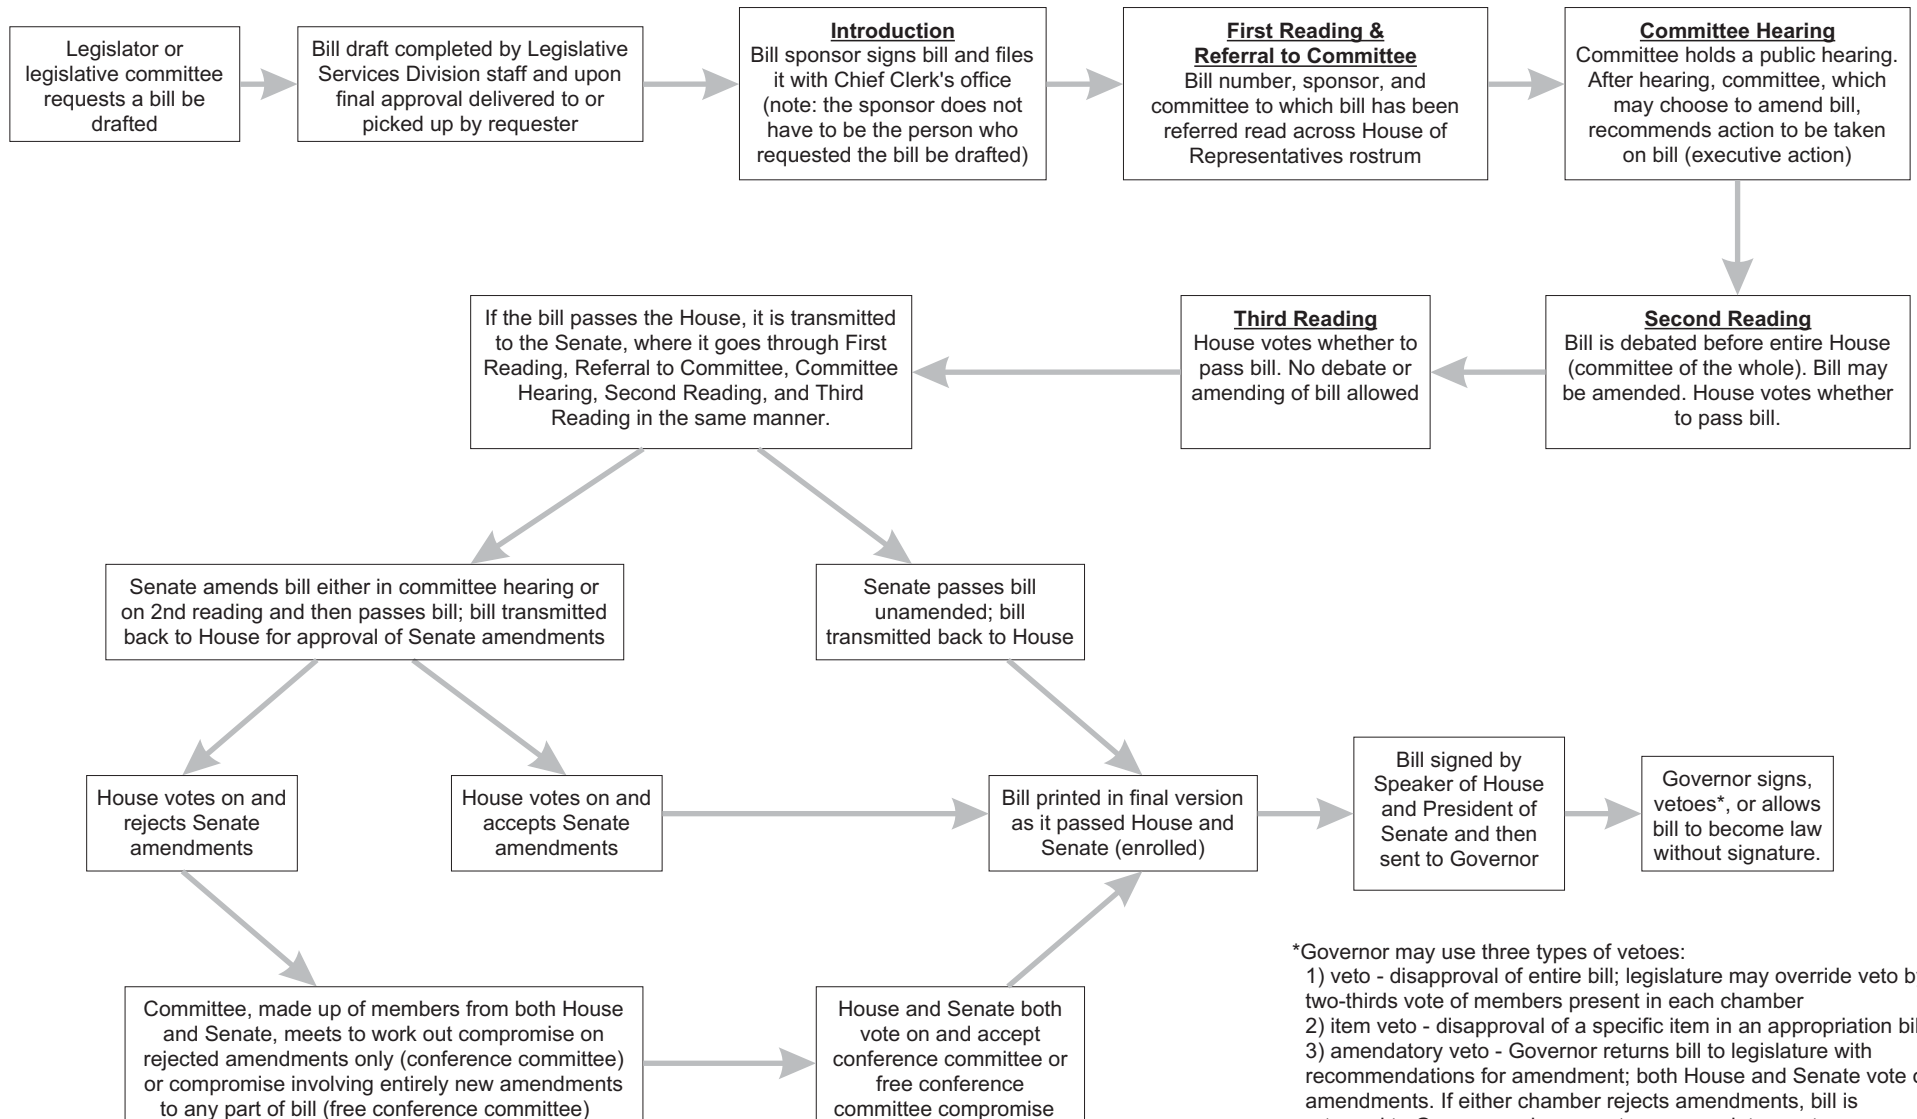 Legislator or
legislative committee
requests a bill be
drafted
Bill draft completed by Legislative
Services Division staff and upon
final approval delivered to or
picked up by requester
Introduction
Bill sponsor signs bill and files
it with Chief Clerk's office
(note: the sponsor does not
have to be the person who
requested the bill be drafted)
First Reading &
Referral to Committee
Bill number, sponsor, and
committee to which bill has been
referred read across House of
Representatives rostrum
Committee Hearing
Committee holds a public hearing.
After hearing, committee, which
may choose to amend bill,
recommends action to be taken
on bill (executive action)
Second Reading
Bill is debated before entire House
(committee of the whole). Bill may
be amended. House votes whether
to pass bill.
Third Reading
House votes whether to
pass bill. No debate or
amending of bill allowed
If the bill passes the House, it is transmitted
to the Senate, where it goes through First
Reading, Referral to Committee, Committee
Hearing, Second Reading, and Third
Reading in the same manner.
Senate amends bill either in committee hearing or
on 2nd reading and then passes bill; bill transmitted
back to House for approval of Senate amendments
Senate passes bill
unamended; bill
transmitted back to House
House votes on and
rejects Senate
amendments
House votes on and
accepts Senate
amendments
Bill printed in final version
as it passed House and
Senate (enrolled)
Bill signed by
Speaker of House
and President of
Senate and then
sent to Governor
Governor signs,
vetoes*, or allows
bill to become law
without signature.
Committee, made up of members from both House
and Senate, meets to work out compromise on
rejected amendments only (conference committee)
or compromise involving entirely new amendments
to any part of bill (free conference committee)
House and Senate both
vote on and accept
conference committee or
free conference
committee compromise
*Governor may use three types of vetoes:
1) veto - disapproval of entire bill; legislature may override veto
two-thirds vote of members present in each chamber
2) item veto - disapproval of a specific item in an appropriation
3) amendatory veto - Governor returns bill to legislature with
recommendations for amendment; both House and Senate vote
amendments. If either chamber rejects amendments, bill is